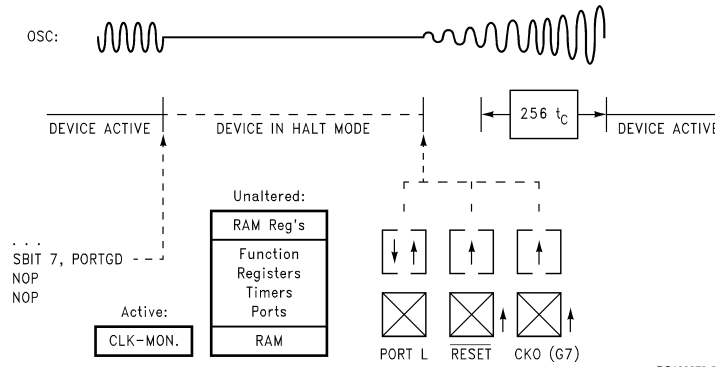 OSC:
256 tC
DEVICE ACTIVE
DEVICE IN HALT MODE
DEVICE ACTIVE
Unaltered:
RAM Reg's
. . .
SBIT 7, PORTGD
NOP
NOP
Function
Registers
Timers
Ports
Active:
CLK-MON.
RAM
PORT L
RESET
CKO (G7)